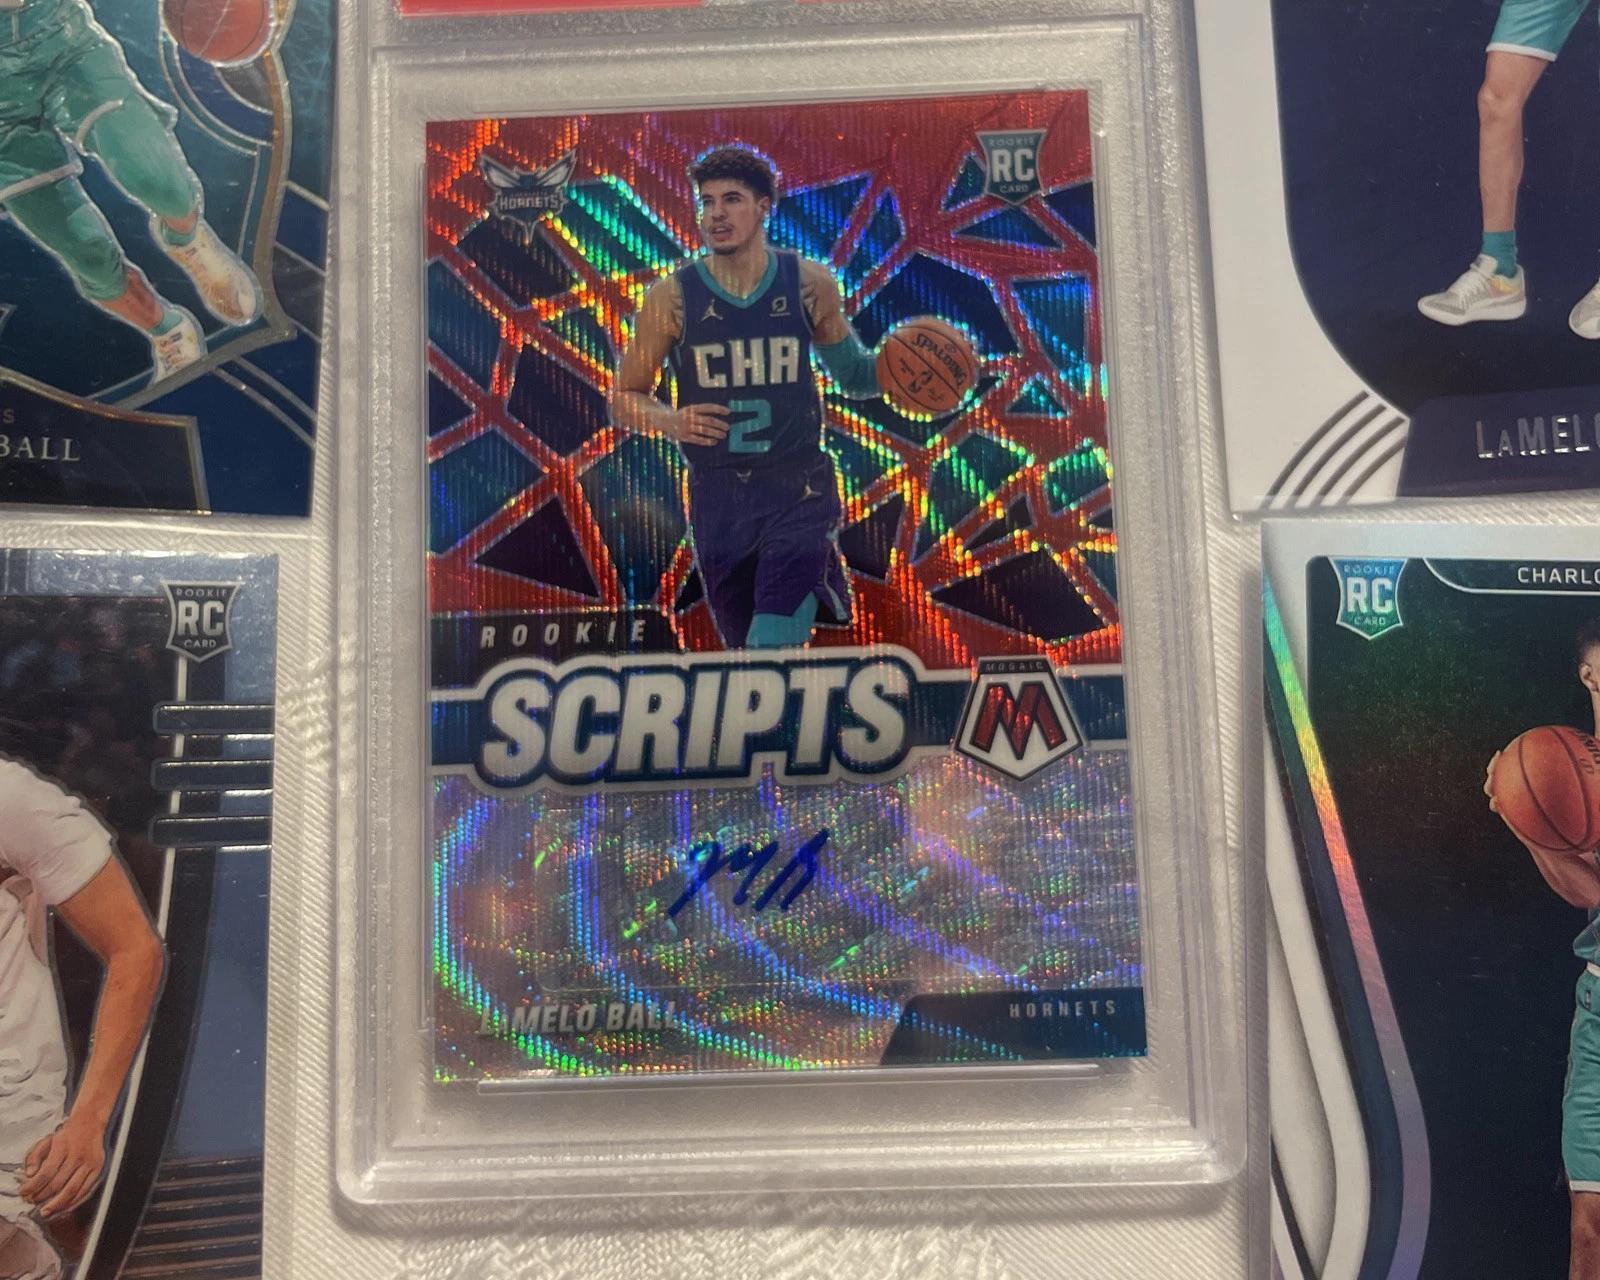 HORNETS
ROOKIE
RC
CARD
SPALDING
CHA
2
ROOKIE
SCRIPTS
MOSAIC
M
LAMELO BALL
HORNETS
BALL
LAMELO
ROOKIE
RC
CARD
ROOKIE
RC
CARD